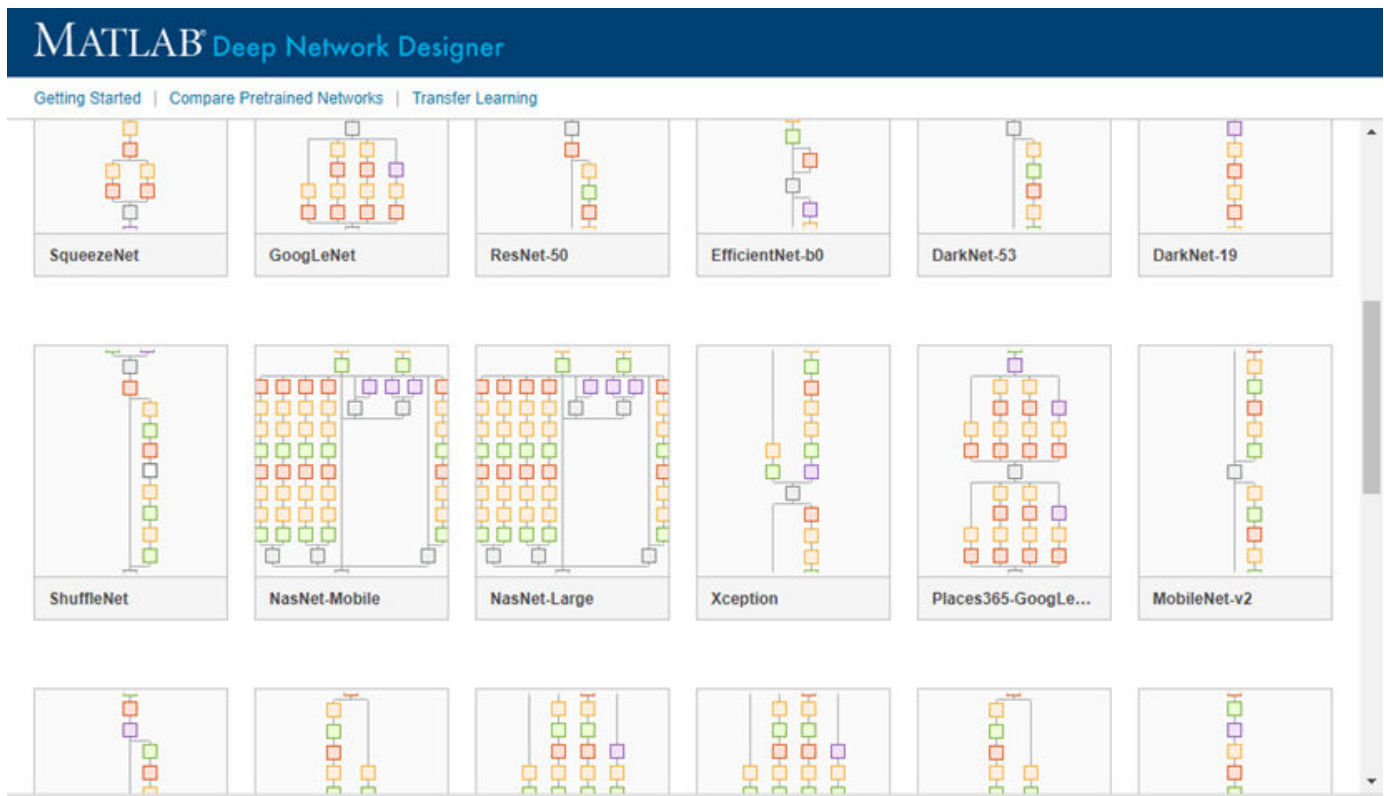 MATLAB® Deep Network Designer
Getting Started | Compare Pretrained Networks | Transfer Learning
SqueezeNet GoogLeNet ResNet-50 EfficientNet-b0 DarkNet-53 DarkNet-19
ShuffleNet NasNet-Mobile NasNet-Large Xception Places365-GoogLe... MobileNet-v2